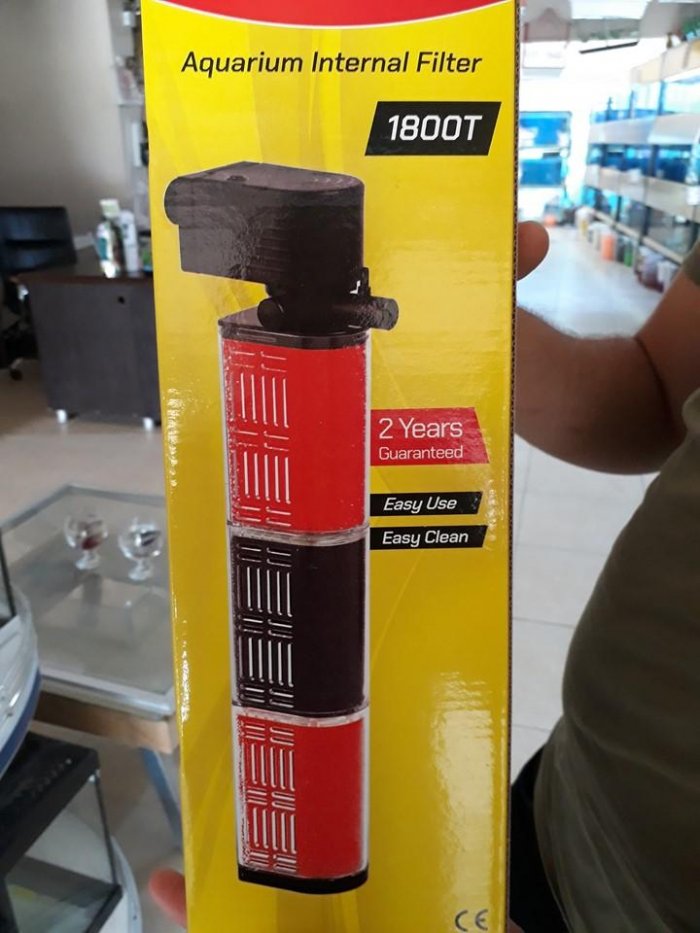 Aquarium Internal Filter
1800T
2 Years
Guaranteed
Easy Use
Easy Clean
CE